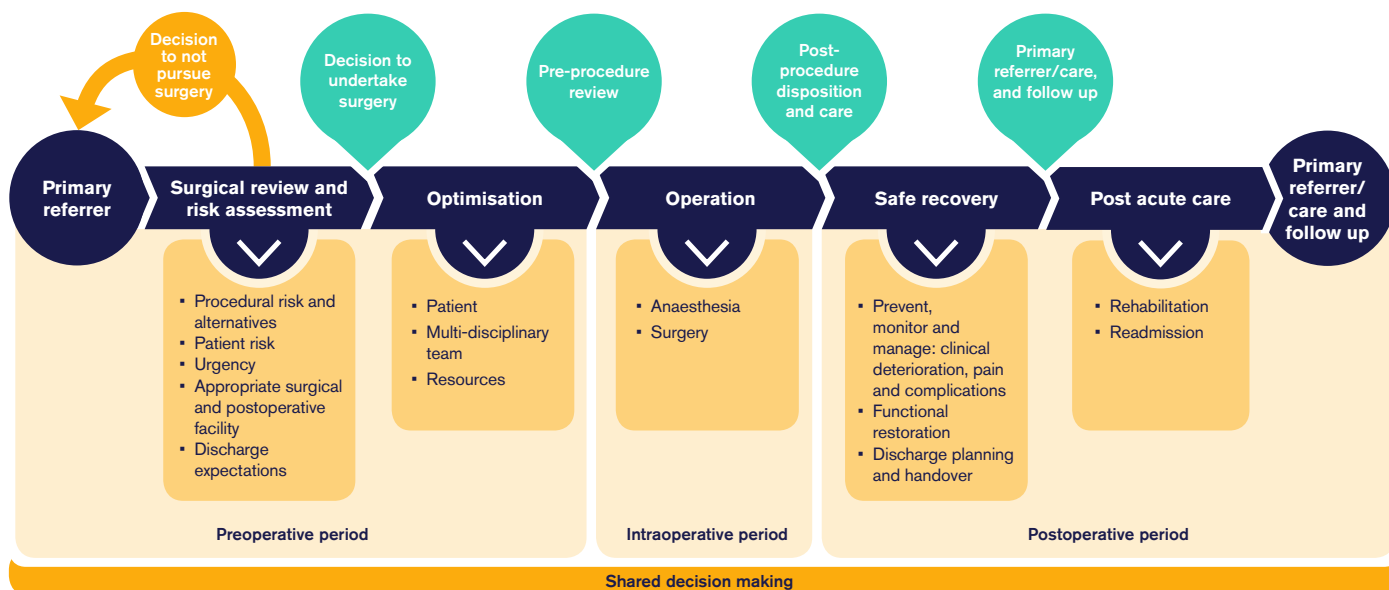 Decision
to not
pursue
surgery
Decision to
undertake
surgery
Pre-procedure
review
Post-
procedure
disposition
and care
Primary
referrer/care,
and follow up
Primary
referrer
Surgical review and
risk assessment
Optimisation
Operation
Safe recovery
Post acute care
Primary
referrer/
care and
follow up
▪ Procedural risk and
alternatives
▪ Patient risk
▪ Urgency
▪ Appropriate surgical
and postoperative
facility
▪ Discharge
expectations
▪ Patient
▪ Multi-disciplinary
team
▪ Resources
▪ Anaesthesia
▪ Surgery
▪ Prevent,
monitor and
manage: clinical
deterioration, pain
and complications
▪ Functional
restoration
▪ Discharge planning
and handover
▪ Rehabilitation
▪ Readmission
Preoperative period
Intraoperative period
Postoperative period
Shared decision making